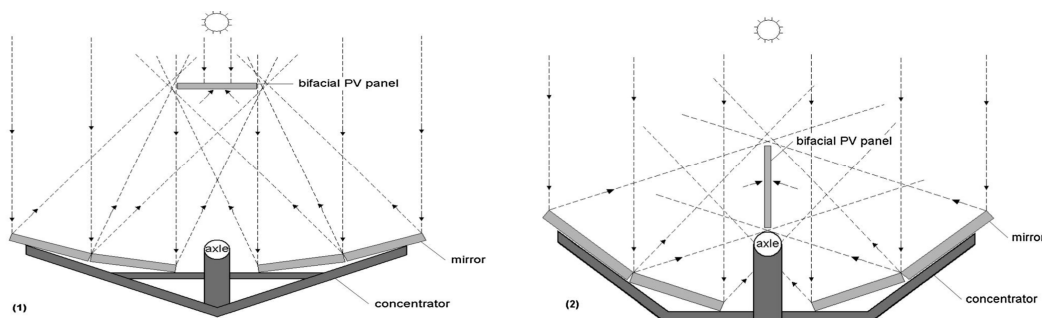 bifacial PV panel
axle
mirror
concentrator
(1)
bifacial PV panel
axle
mirror
concentrator
(2)